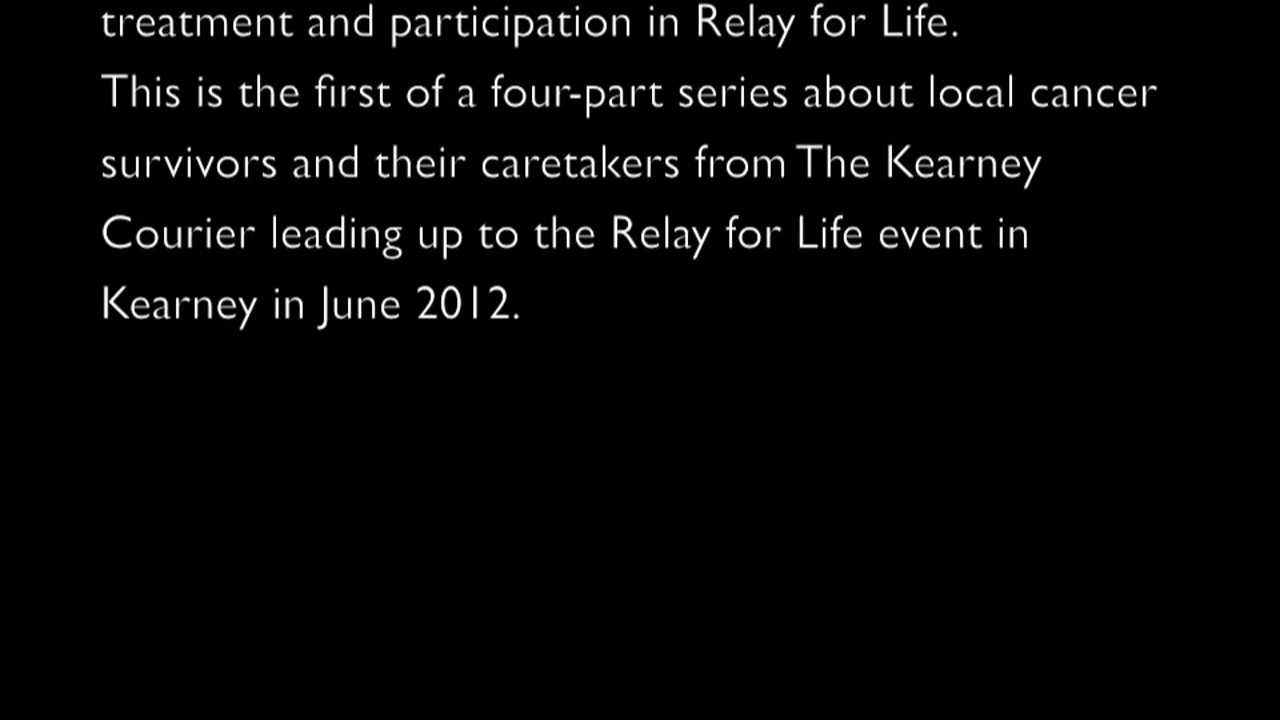 treatment and participation in Relay for Life.
This is the first of a four-part series about local cancer
survivors and their caretakers from The Kearney
Courier leading up to the Relay for Life event in
Kearney in June 2012.